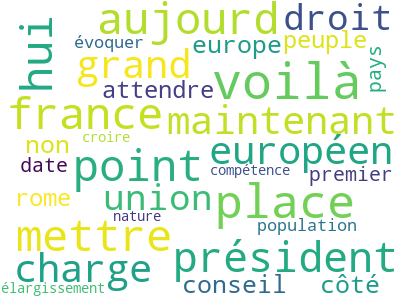 aujourd droit
hui évoquer europe peuple
grand voilà pays
attendre
france maintenant
non croire européen
date point compétence premier
rome union place
nature population
mettre président
charge conseil côté
élargissement